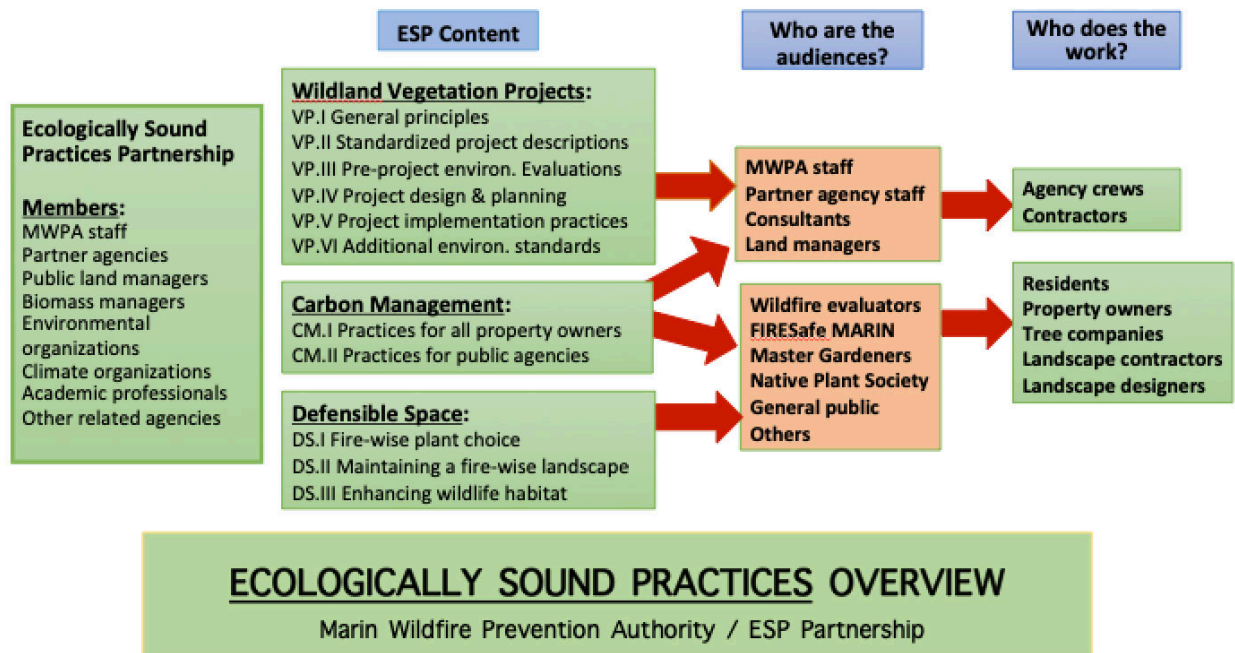 ESP Content
Who are the
audiences?
Who does the
work?
Ecologically Sound
Practices Partnership
Members:
MWPA staff
Partner agencies
Public land managers
Biomass managers
Environmental
organizations
Climate organizations
Academic professionals
Other related agencies
Wildland Vegetation Projects:
VP.I General principles
VP.II Standardized project descriptions
VP.III Pre-project environ. Evaluations
VP.IV Project design & planning
VP.V Project implementation practices
VP.VI Additional environ. standards
Carbon Management:
CM.I Practices for all property owners
CM.II Practices for public agencies
Defensible Space:
DS.I Fire-wise plant choice
DS.II Maintaining a fire-wise landscape
DS.III Enhancing wildlife habitat
MWPA staff
Partner agency staff
Consultants
Land managers
Wildfire evaluators
FIRESafe MARIN
Master Gardeners
Native Plant Society
General public
Others
Agency crews
Contractors
Residents
Property owners
Tree companies
Landscape contractors
Landscape designers
ECOLOGICALLY SOUND PRACTICES OVERVIEW
Marin Wildfire Prevention Authority / ESP Partnership